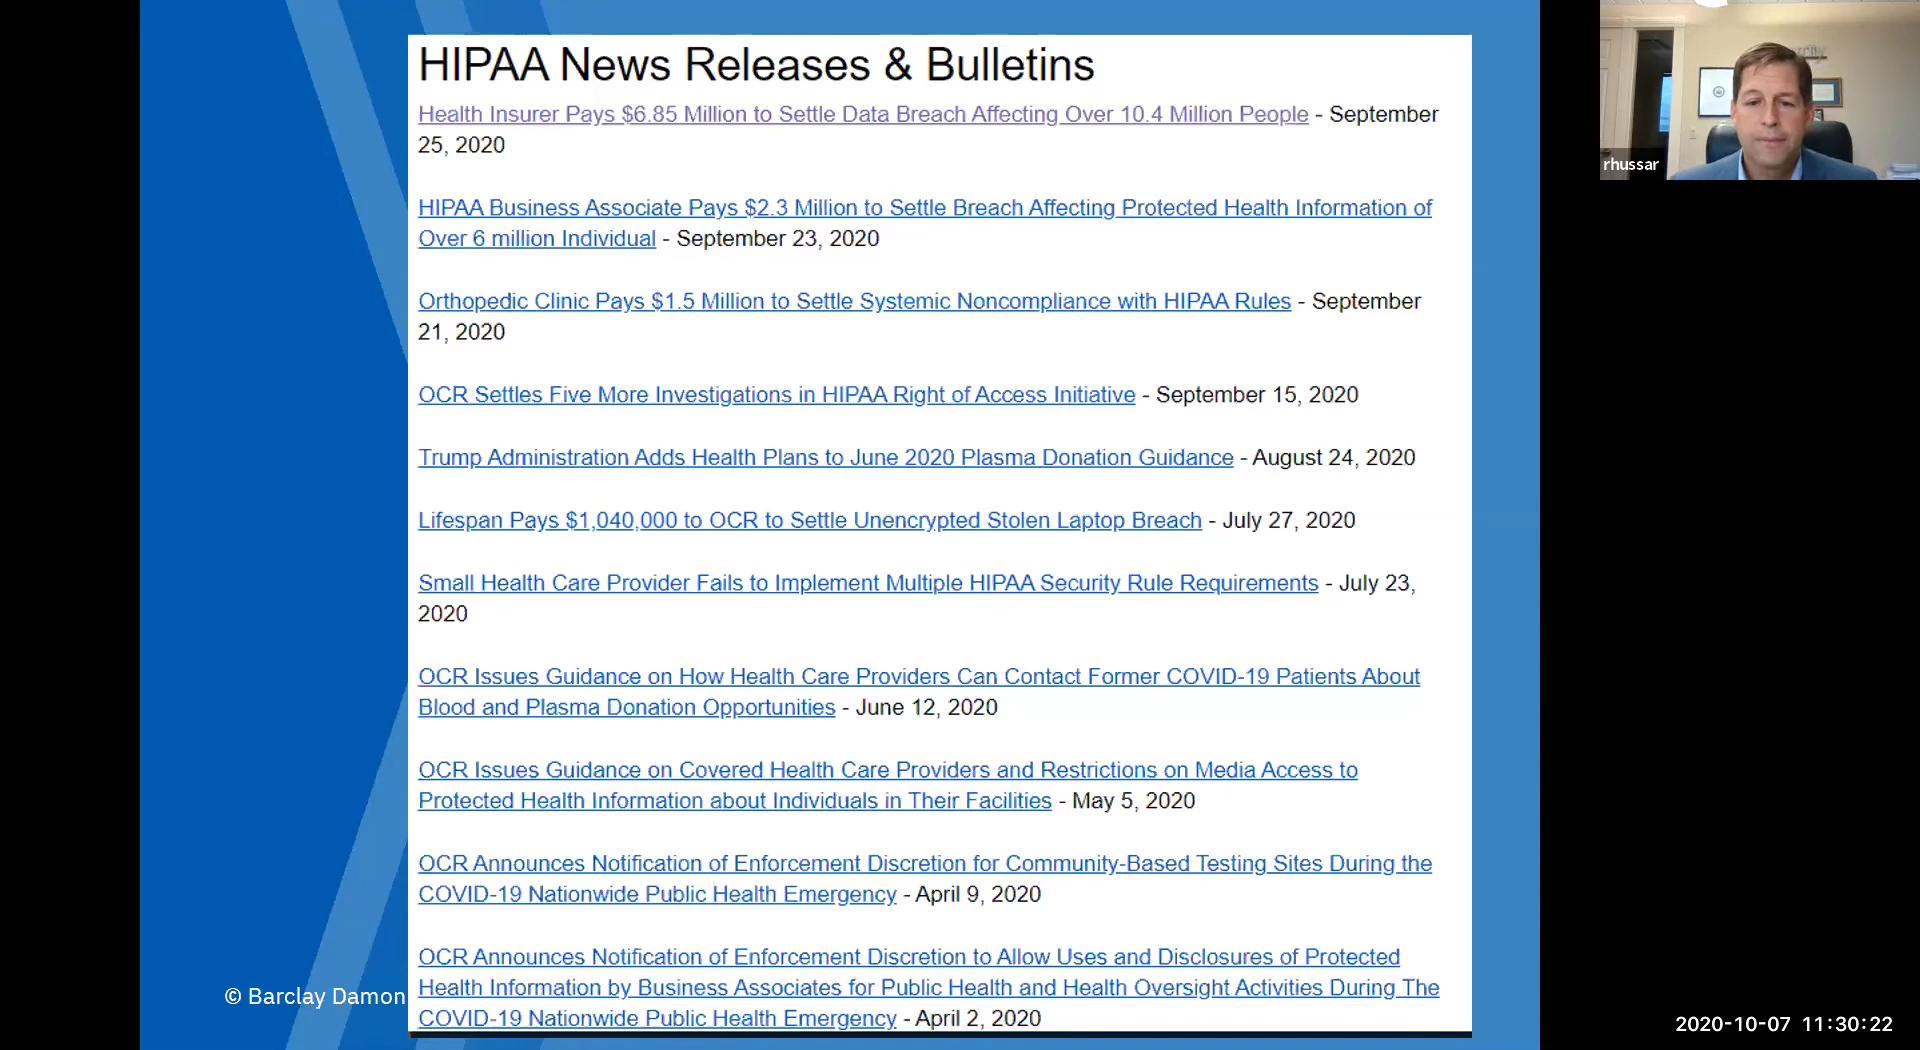 HIPAA News Releases & Bulletins
Health Insurer Pays $6.85 Million to Settle Data Breach Affecting Over 10.4 Million People - September
25, 2020
HIPAA Business Associate Pays $2.3 Million to Settle Breach Affecting Protected Health Information of
Over 6 million Individual - September 23, 2020
Orthopedic Clinic Pays $1.5 Million to Settle Systemic Noncompliance with HIPAA Rules - September
21, 2020
OCR Settles Five More Investigations in HIPAA Right of Access Initiative - September 15, 2020
Trump Administration Adds Health Plans to June 2020 Plasma Donation Guidance - August 24, 2020
Lifespan Pays $1,040,000 to OCR to Settle Unencrypted Stolen Laptop Breach - July 27, 2020
Small Health Care Provider Fails to Implement Multiple HIPAA Security Rule Requirements - July 23,
2020
OCR Issues Guidance on How Health Care Providers Can Contact Former COVID-19 Patients About
Blood and Plasma Donation Opportunities - June 12, 2020
OCR Issues Guidance on Covered Health Care Providers and Restrictions on Media Access to
Protected Health Information about Individuals in Their Facilities - May 5, 2020
OCR Announces Notification of Enforcement Discretion for Community-Based Testing Sites During the
COVID-19 Nationwide Public Health Emergency - April 9, 2020
OCR Announces Notification of Enforcement Discretion to Allow Uses and Disclosures of Protected
Health Information by Business Associates for Public Health and Health Oversight Activities During The
COVID-19 Nationwide Public Health Emergency - April 2, 2020
© Barclay Damon
rhussar
2020-10-07 11:30:22